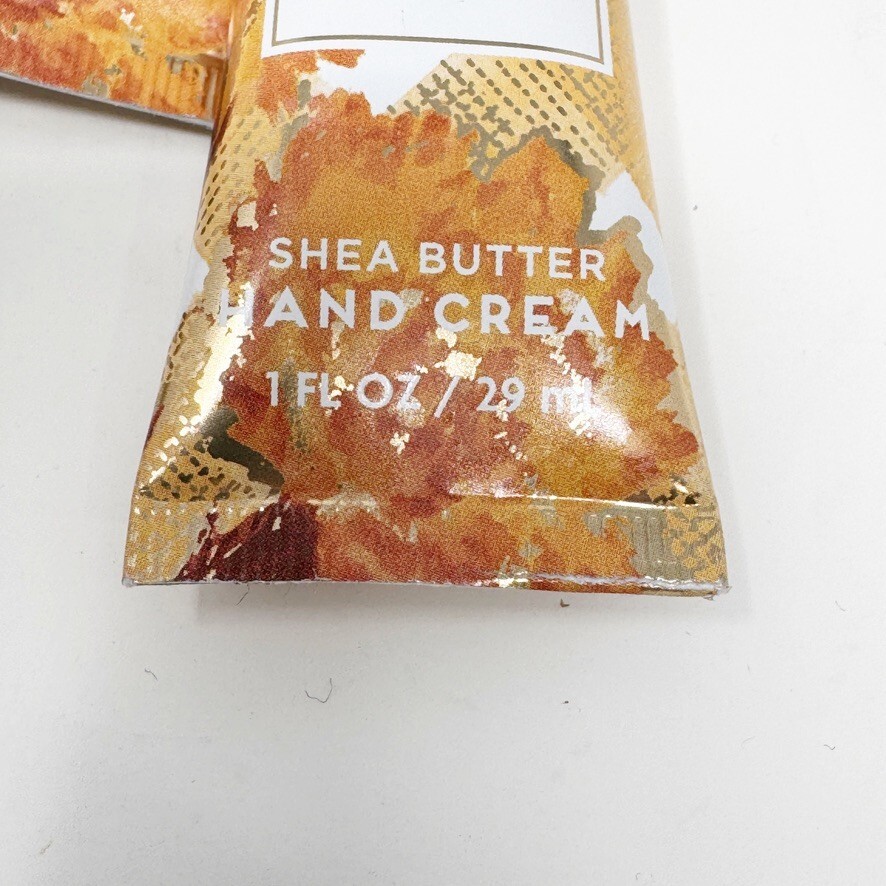 SHEA BUTTER
HAND CREAM
1 FL OZ / 29 mL